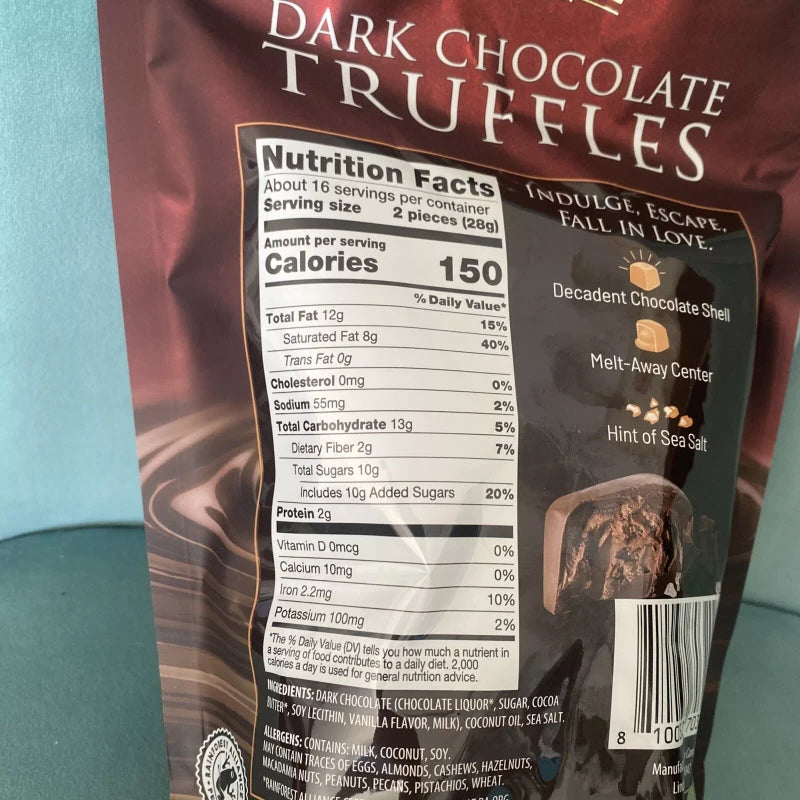 DARK CHOCOLATE
TRUFFLES
Nutrition Facts
About 16 servings per container
Serving size 2 pieces (28g)
Amount per serving
Calories 150
% Daily Value*
Total Fat 12g 15%
Saturated Fat 8g 40%
Trans Fat 0g
Cholesterol 0mg 0%
Sodium 55mg 2%
Total Carbohydrate 13g 5%
Dietary Fiber 2g 7%
Total Sugars 10g
Includes 10g Added Sugars 20%
Protein 2g
Vitamin D 0mcg 0%
Calcium 10mg 0%
Iron 2.2mg 10%
Potassium 100mg 2%
*The % Daily Value (DV) tells you how much a nutrient in
a serving of food contributes to a daily diet. 2,000
calories a day is used for general nutrition advice.
INGREDIENTS: DARK CHOCOLATE (CHOCOLATE LIQUOR*, SUGAR, COCOA
BUTTER*, SOY LECITHIN, VANILLA FLAVOR, MILK), COCONUT OIL, SEA SALT.
ALLERGENS: CONTAINS: MILK, COCONUT, SOY.
MAY CONTAIN TRACES OF EGGS, ALMONDS, CASHEWS, HAZELNUTS,
MACADAMIA NUTS, PEANUTS, PECANS, PISTACHIOS, WHEAT.
*RAINFOREST ALLIANCE
INDULGE, ESCAPE,
FALL IN LOVE.
Decadent Chocolate Shell
Melt-Away Center
Hint of Sea Salt
8